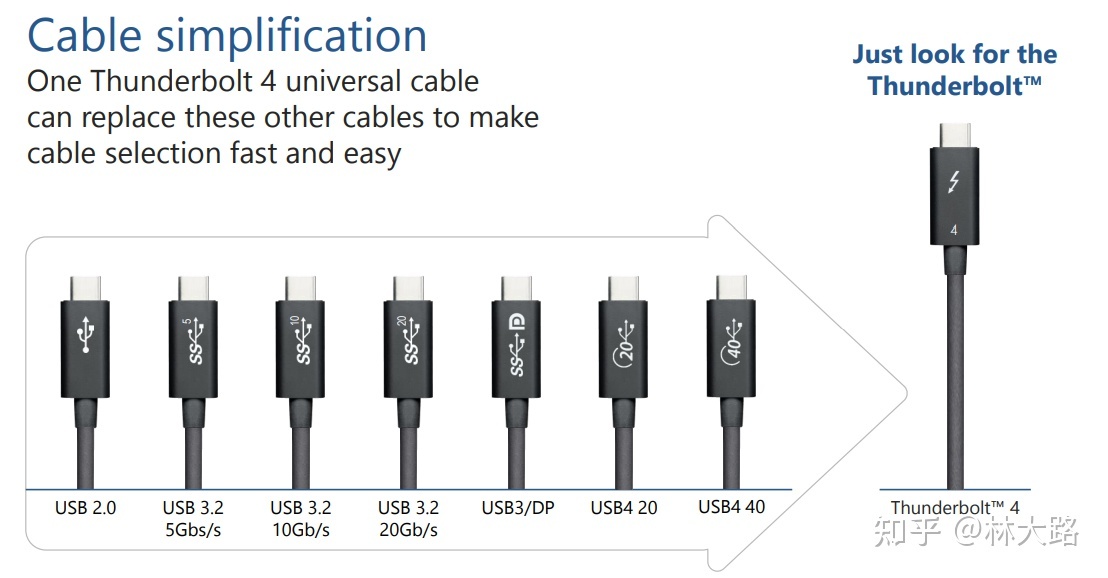 Cable simplification
One Thunderbolt 4 universal cable
can replace these other cables to make
cable selection fast and easy
Just look for the
Thunderbolt™
4
5
SS
10
SS
20
SS
SS
20
40
USB 2.0
USB 3.2
5Gbs/s
USB 3.2
10Gb/s
USB 3.2
20Gb/s
USB3/DP
USB4 20
USB4 40
Thunderbolt™ 4
知乎 @林大路